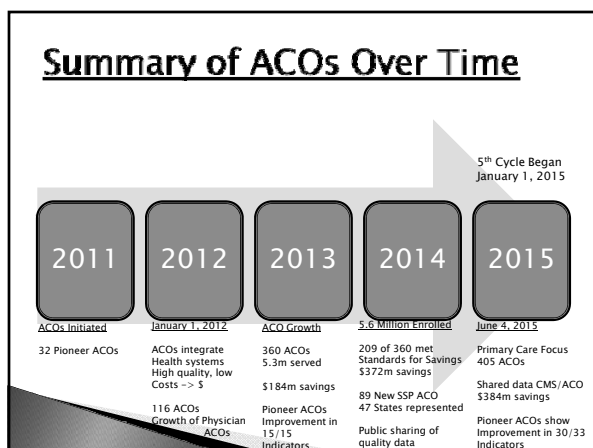 Summary of ACOs Over Time
5th Cycle Began
January 1, 2015
2011
2012
2013
2014
2015
ACOs Initiated
32 Pioneer ACOs
January 1, 2012
ACOs integrate
Health systems
High quality, low
Costs -> $
116 ACOs
Growth of Physician
ACOs
ACO Growth
360 ACOs
5.3m served
$184m savings
Pioneer ACOs
Improvement in
15/15
Indicators
5.6 Million Enrolled
209 of 360 met
Standards for Savings
$372m savings
89 New SSP ACO
47 States represented
Public sharing of
quality data
June 4, 2015
Primary Care Focus
405 ACOs
Shared data CMS/ACO
$384m savings
Pioneer ACOs show
Improvement in 30/33
Indicators